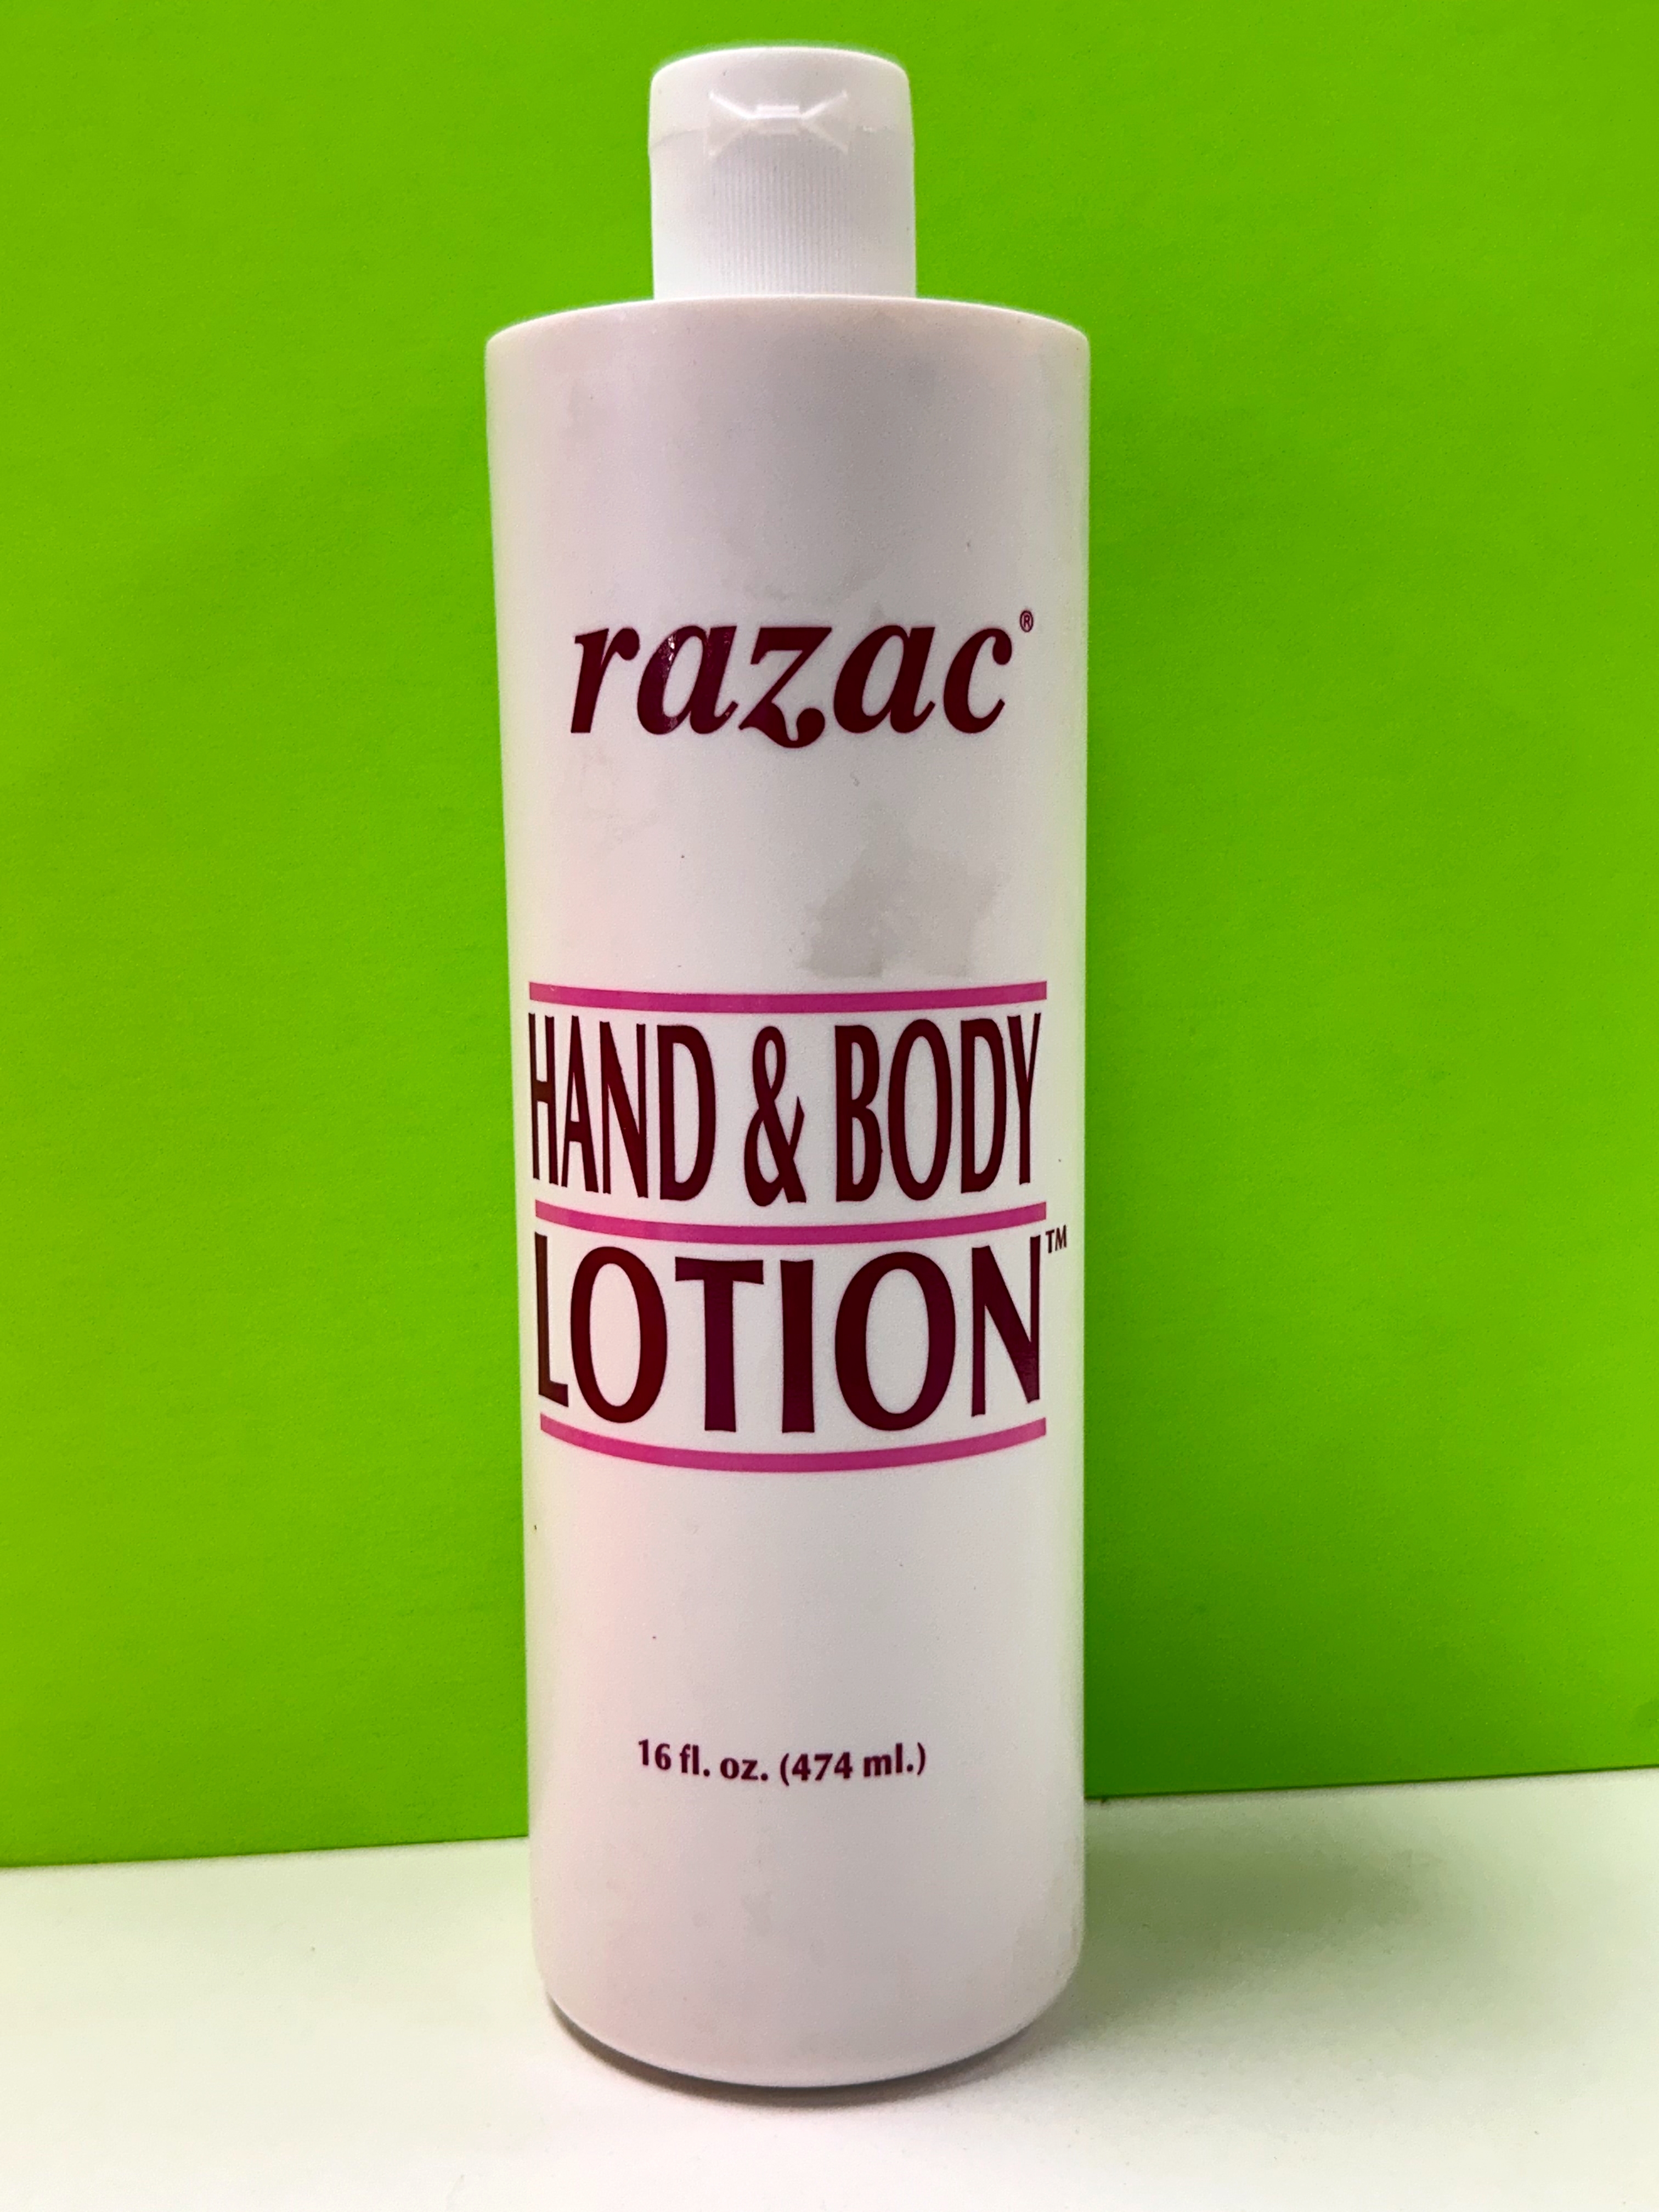 razac®
HAND & BODY
LOTION™
16 fl. oz. (474 ml.)